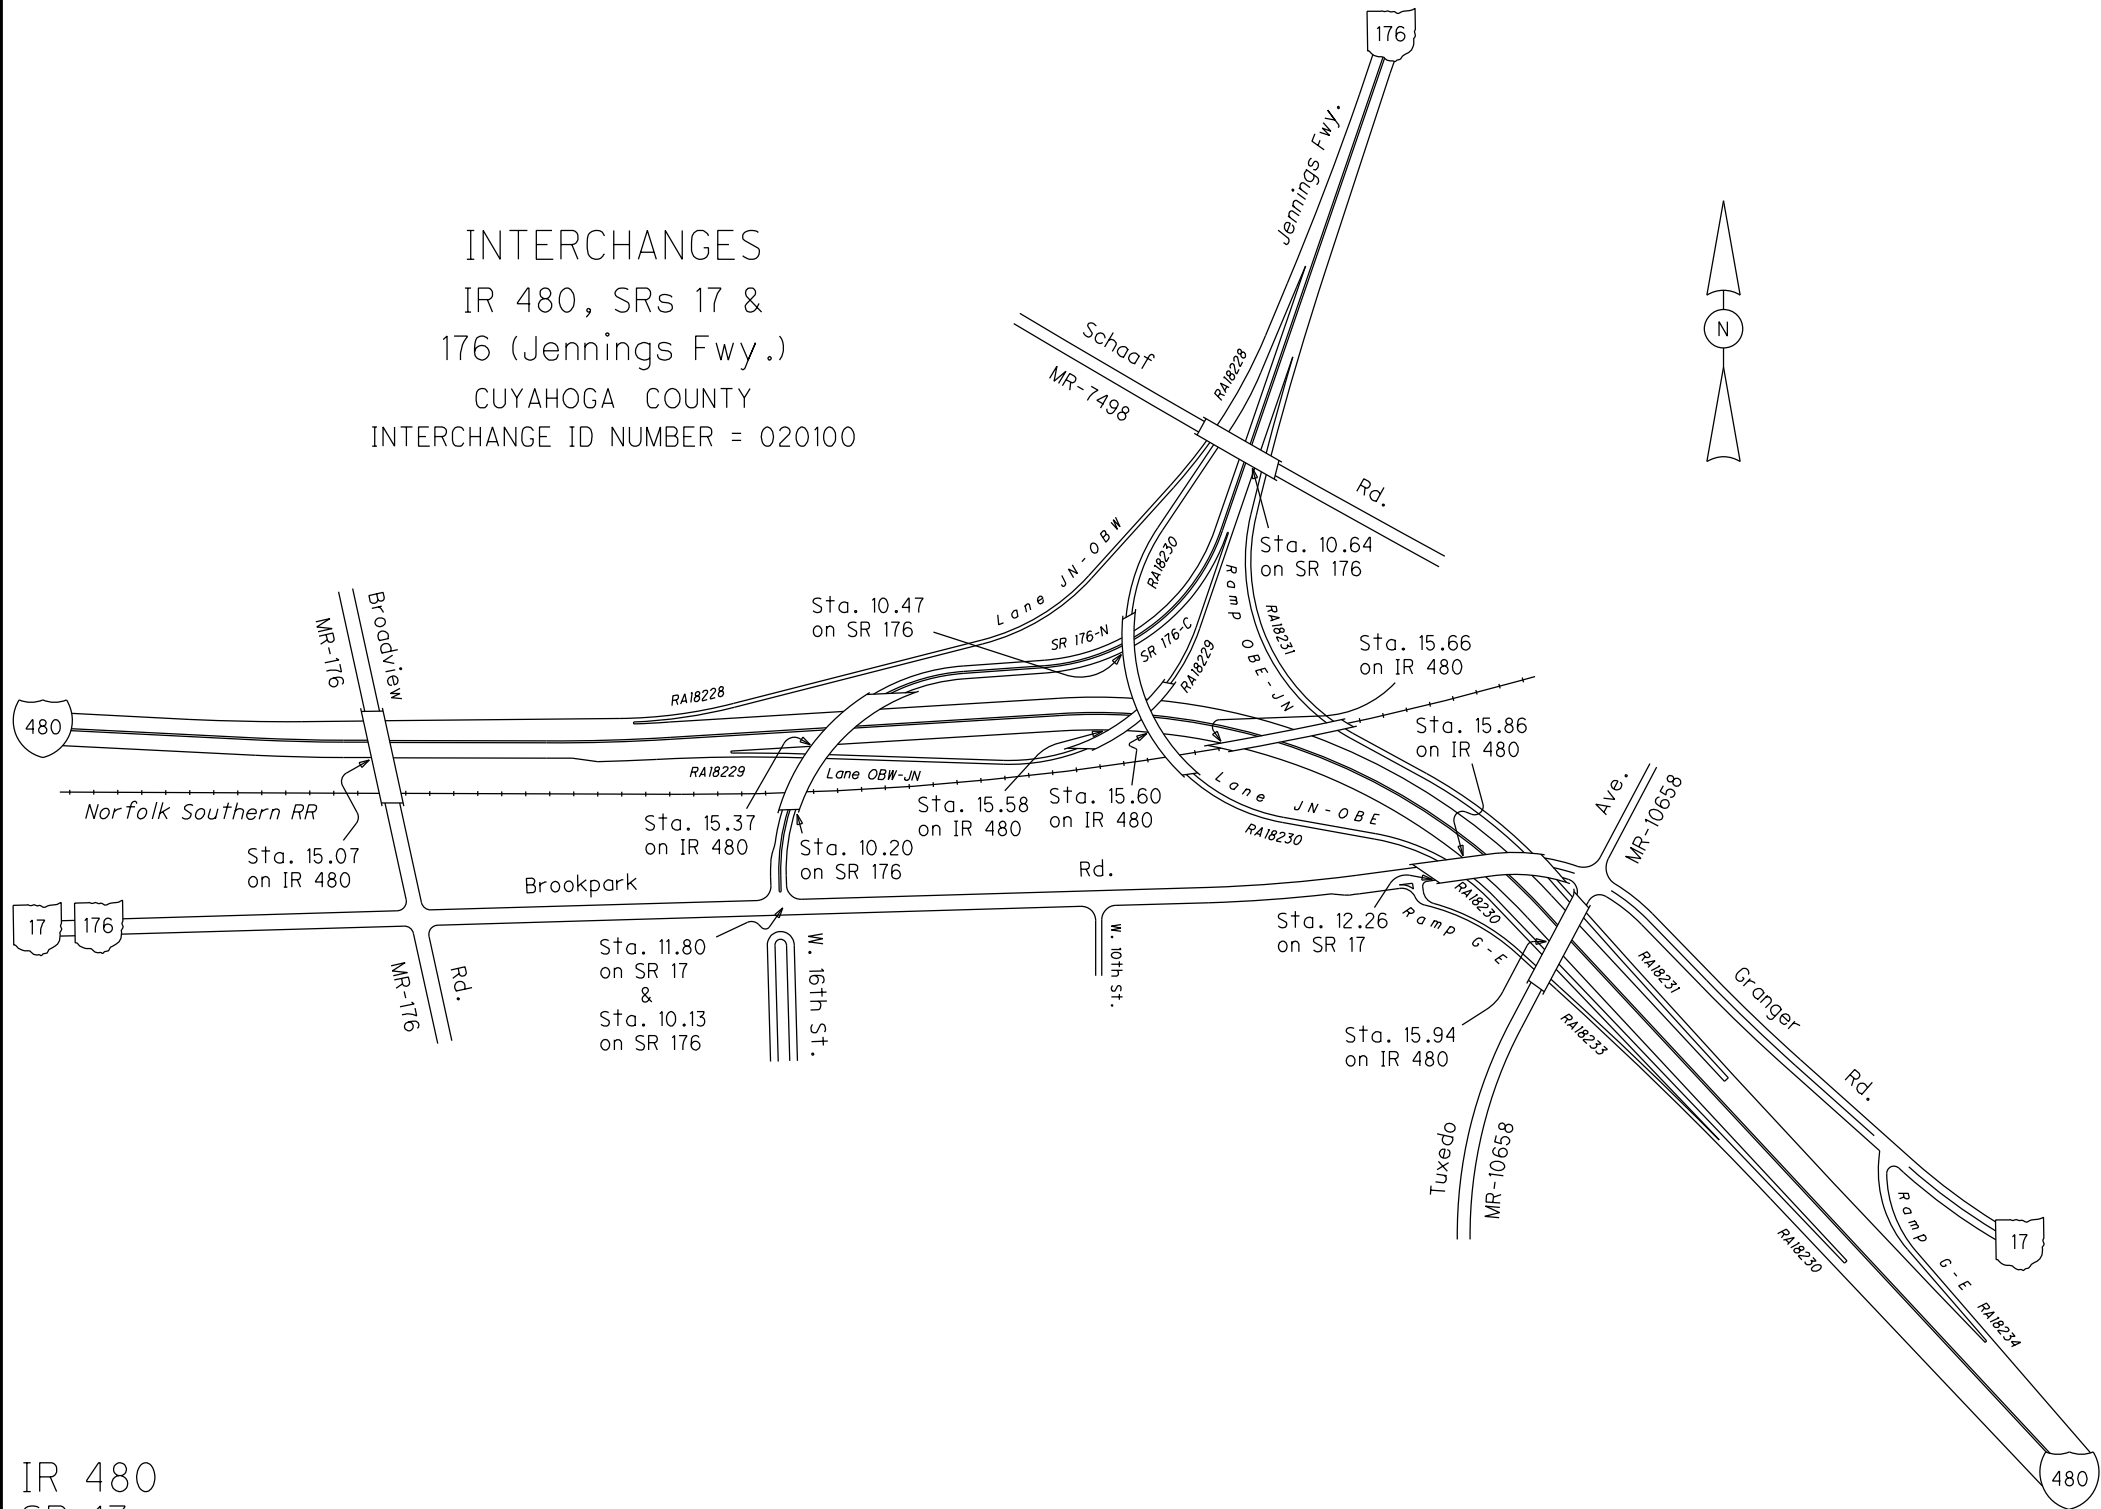 176
Jennings Fwy.
INTERCHANGES
IR 480, SRs 17 &
176 (Jennings Fwy.)
CUYAHOGA COUNTY
INTERCHANGE ID NUMBER = 020100
N
Schaaf
MR-7498
Rd.
RA18228
Lane JN-OBW
RA18230
Sta. 10.64
on SR 176
Ramp OBE-JN
RA18231
Sta. 10.47
on SR 176
SR 176-N
SR 176-C
RA18229
Sta. 15.66
on IR 480
Broadview
MR-176
RA18228
480
RA18229
Lane OBW-JN
Norfolk Southern RR
Sta. 15.07
on IR 480
Sta. 15.37
on IR 480
Sta. 10.20
on SR 176
Sta. 15.58
on IR 480
Sta. 15.60
on IR 480
Lane JN-OBE
RA18230
Sta. 15.86
on IR 480
Ave.
MR-10658
Brookpark
Rd.
17
176
Sta. 11.80
on SR 17
&
Sta. 10.13
on SR 176
MR-176
Rd.
W. 16th St.
W. 10th St.
Sta. 12.26
on SR 17
Ramp G-E
RA18230
Sta. 15.94
on IR 480
RA18231
RA18233
Granger
Rd.
Tuxedo
MR-10658
17
Ramp G-E RA18234
RA18230
480
IR 480